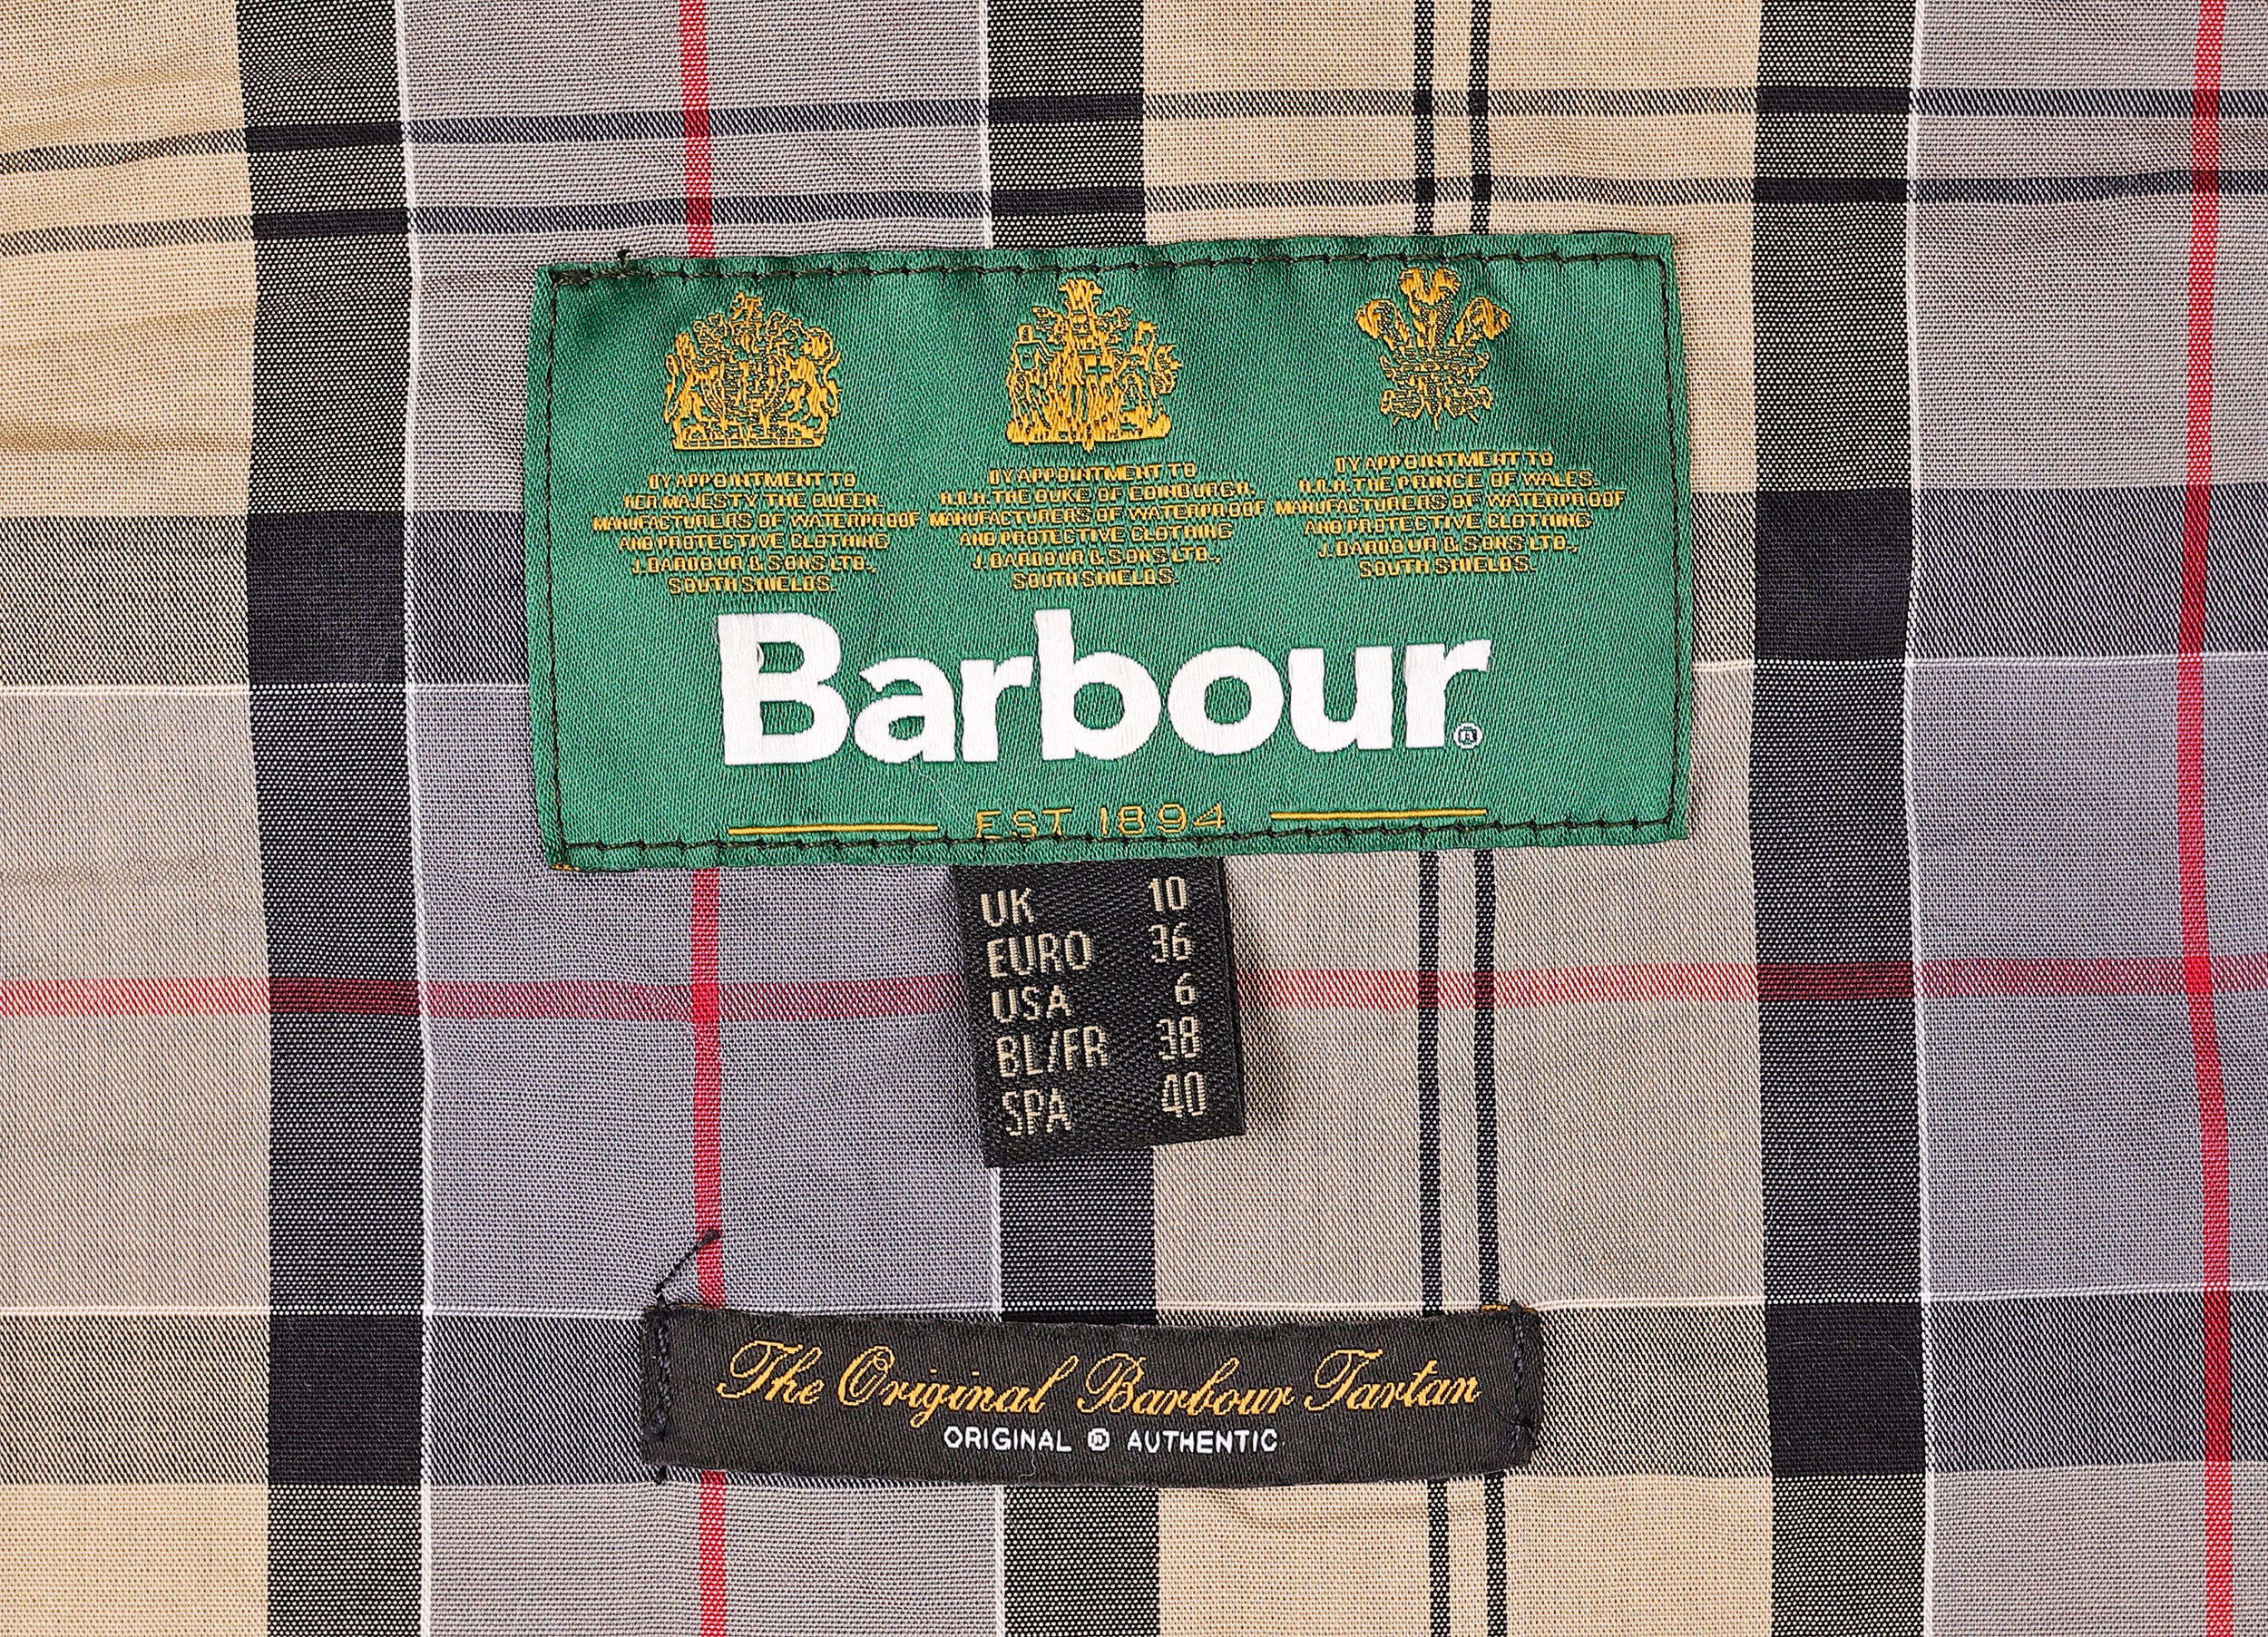 BY APPOINTMENT TO
HER MAJESTY THE QUEEN.
MANUFACTURERS OF WATERPROOF
AND PROTECTIVE CLOTHING
J.BARBOUR & SONS LTD.,
SOUTH SHIELDS.
BY APPOINTMENT TO
H.R.H. THE DUKE OF EDINBURGH.
MANUFACTURERS OF WATERPROOF
AND PROTECTIVE CLOTHING
J.BARBOUR & SONS LTD.,
SOUTH SHIELDS.
BY APPOINTMENT TO
H.R.H. THE PRINCE OF WALES.
MANUFACTURERS OF WATERPROOF
AND PROTECTIVE CLOTHING
J.BARBOUR & SONS LTD.,
SOUTH SHIELDS.
Barbour®
EST 1894
UK 10
EURO 36
USA 6
BL/FR 38
SPA 40
The Original Barbour Tartan
ORIGINAL ® AUTHENTIC